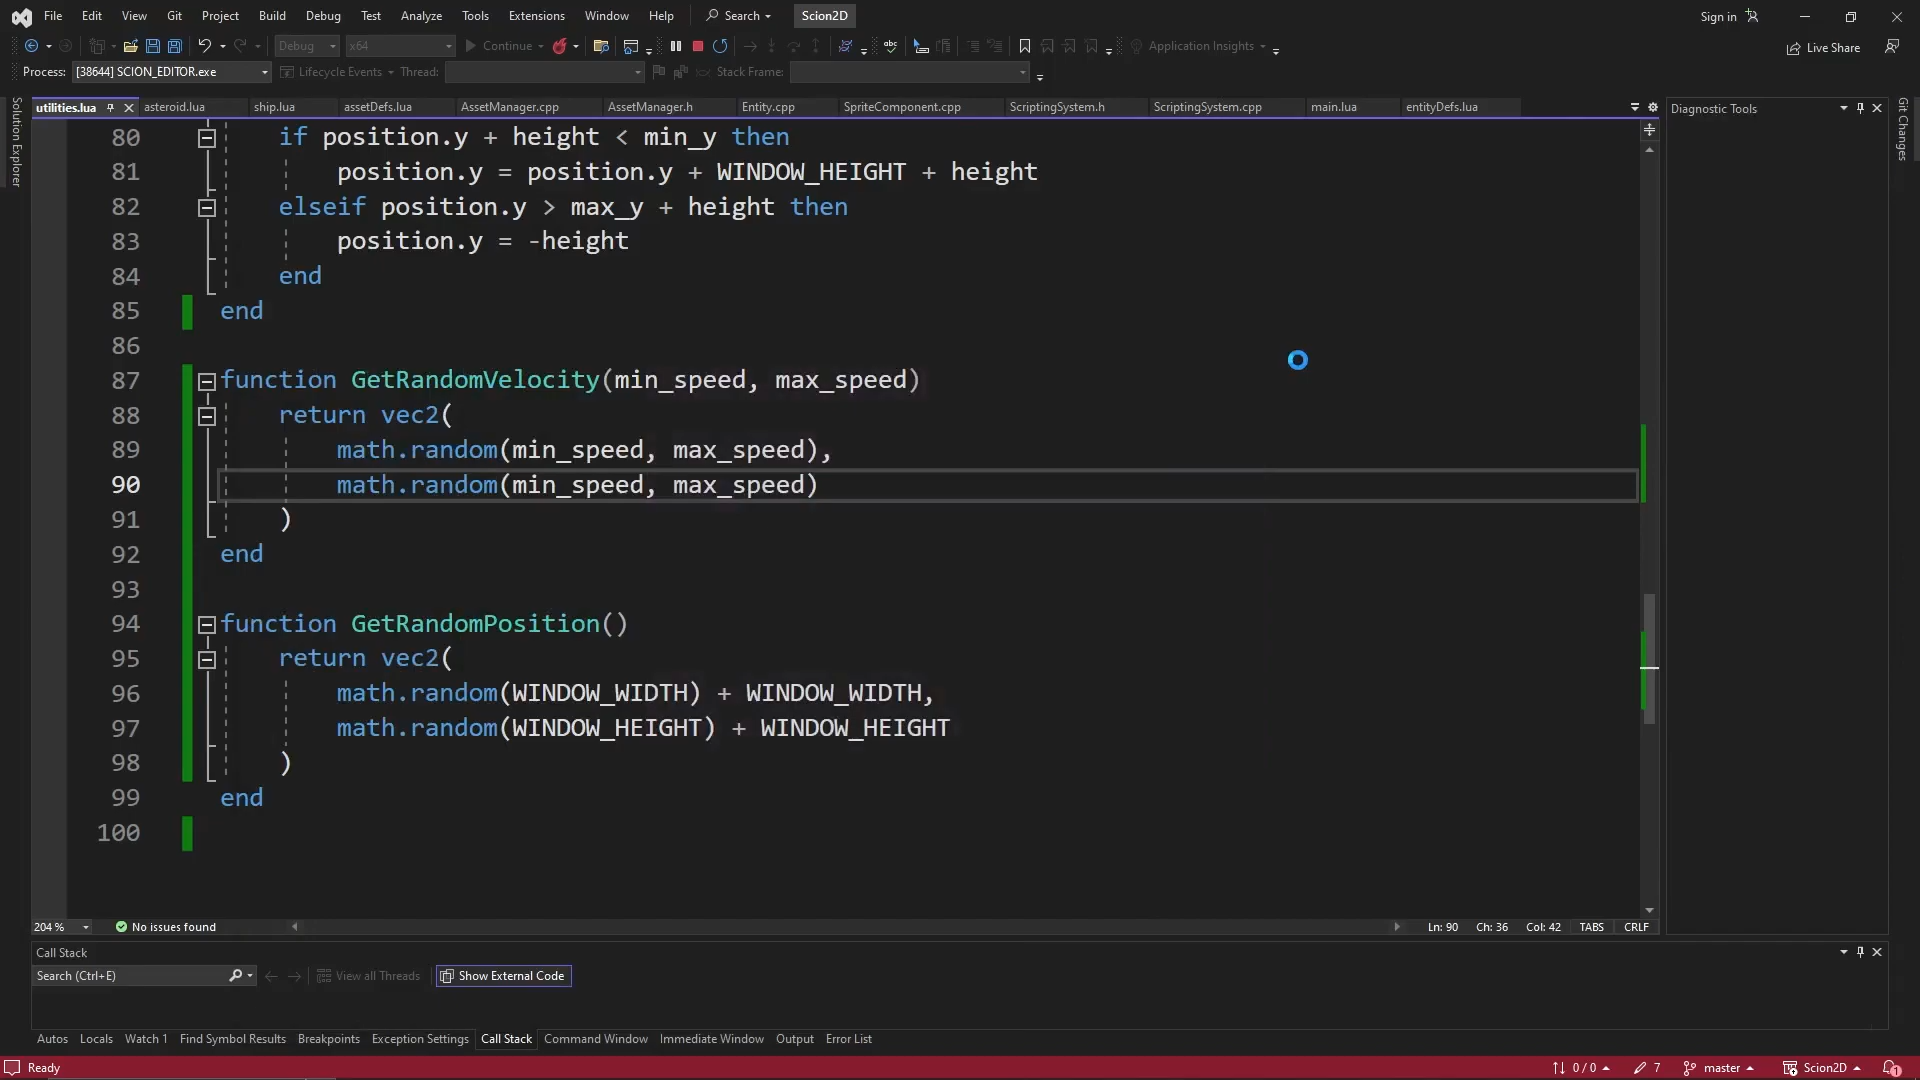 File Edit View Git Project Build Debug Test Analyze Tools Extensions Window Help Search Scion2D Sign in
Debug x64 Continue Application Insights Live Share
Process: [38644] SCION_EDITOR.exe Lifecycle Events Thread: Stack Frame:
utilities.lua asteroid.lua ship.lua assetDefs.lua AssetManager.cpp AssetManager.h Entity.cpp SpriteComponent.cpp ScriptingSystem.h ScriptingSystem.cpp main.lua entityDefs.lua Diagnostic Tools
Solution Explorer
Git Changes
80 if position.y + height < min_y then
81 position.y = position.y + WINDOW_HEIGHT + height
82 elseif position.y > max_y + height then
83 position.y = -height
84 end
85 end
86
87 function GetRandomVelocity(min_speed, max_speed)
88 return vec2(
89 math.random(min_speed, max_speed),
90 math.random(min_speed, max_speed)
91 )
92 end
93
94 function GetRandomPosition()
95 return vec2(
96 math.random(WINDOW_WIDTH) + WINDOW_WIDTH,
97 math.random(WINDOW_HEIGHT) + WINDOW_HEIGHT
98 )
99 end
100
204 % No issues found Ln: 90 Ch: 36 Col: 42 TABS CRLF
Call Stack
Search (Ctrl+E) View all Threads Show External Code
Autos Locals Watch 1 Find Symbol Results Breakpoints Exception Settings Call Stack Command Window Immediate Window Output Error List
Ready 0 / 0 7 master Scion2D 1